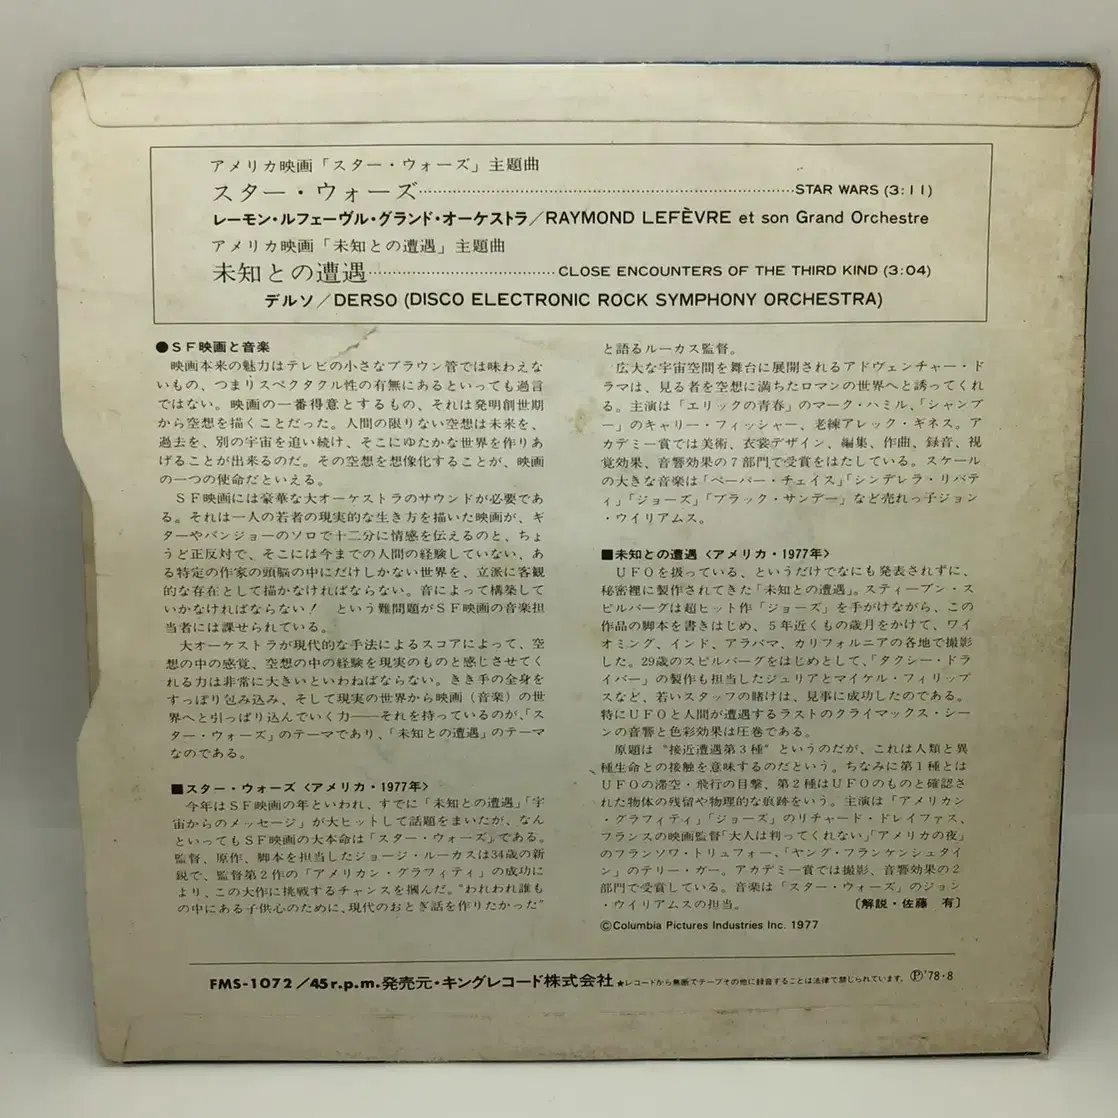 アメリカ映画「スター・ウォーズ」主題曲
スター・ウォーズ……………………………………STAR WARS (3:11)
レーモン・ルフェーヴル・グランド・オーケストラ/RAYMOND LEFÈVRE et son Grand Orchestre
アメリカ映画「未知との遭遇」主題曲
未知との遭遇……………………CLOSE ENCOUNTERS OF THE THIRD KIND (3:04)
デルソ/DERSO (DISCO ELECTRONIC ROCK SYMPHONY ORCHESTRA)
●SF映画と音楽
映画本来の魅力はテレビの小さなブラウン管では味わえな
いもの、つまりスペクタクル性の有無にあるといっても過言
ではない。映画の一番得意とするもの、それは発明創世期
から空想を描くことだった。人間の限りない空想は未来を、
過去を、別の宇宙を追い続け、そこにゆたかな世界を作りあ
げることが出来るのだ。その空想を想像化することが、映画
の一つの使命だといえる。
SF映画には豪華な大オーケストラのサウンドが必要であ
る。それは一人の若者の現実的な生き方を描いた映画が、ギ
ターやバンジョーのソロで十二分に情感を伝えるのと、ちょ
うど正反対で、そこには今までの人間の経験していない、あ
る特定の作家の頭脳の中にだけしかない世界を、立派に客観
的な存在として描かなければならない。音によって構築して
いかなければならない! という難問題がSF映画の音楽担
当者には課せられている。
大オーケストラが現代的な手法によるスコアによって、空
想の中の感覚、空想の中の経験を現実のものと感じさせてく
れる力は非常に大きいといわねばならない。きき手の全身を
すっぽり包み込み、そして現実の世界から映画(音楽)の世
界へと引っぱり込んでいく力——それを持っているのが、「ス
ター・ウォーズ」のテーマであり、「未知との遭遇」のテーマ
なのである。
■スター・ウォーズ〈アメリカ・1977年〉
今年はSF映画の年といわれ、すでに「未知との遭遇」「宇
宙からのメッセージ」が大ヒットして話題をまいたが、なん
といってもSF映画の大本命は「スター・ウォーズ」である。
監督、原作、脚本を担当したジョージ・ルーカスは34歳の新
鋭で、監督第2作の「アメリカン・グラフィティ」の成功に
より、この大作に挑戦するチャンスを摑んだ。“われわれ誰も
の中にある子供心のために、現代のおとぎ話を作りたかった”
と語るルーカス監督。
広大な宇宙空間を舞台に展開されるアドヴェンチャー・ド
ラマは、見る者を空想に満ちたロマンの世界へと誘ってくれ
る。主演は「エリックの青春」のマーク・ハミル、「シャンプ
ー」のキャリー・フィッシャー、老練アレック・ギネス。ア
カデミー賞では美術、衣裳デザイン、編集、作曲、録音、視
覚効果、音響効果の7部門で受賞をはたしている。スケール
の大きな音楽は「ペーパー・チェイス」「シンデレラ・リバテ
ィ」「ジョーズ」「ブラック・サンデー」など売れっ子ジョン
・ウイリアムス。
■未知との遭遇〈アメリカ・1977年〉
UFOを扱っている、というだけでなにも発表されずに、
秘密裡に製作されてきた「未知との遭遇」。スティーブン・ス
ピルバーグは超ヒット作「ジョーズ」を手がけながら、この
作品の脚本を書きはじめ、5年近くもの歳月をかけて、ワイ
オミング、インド、アラバマ、カリフォルニアの各地で撮影
した。29歳のスピルバーグをはじめとして、「タクシー・ドラ
イバー」の製作も担当したジュリアとマイケル・フィリップ
スなど、若いスタッフの賭けは、見事に成功したのである。
特にUFOと人間が遭遇するラストのクライマックス・シー
ンの音響と色彩効果は圧巻である。
原題は“接近遭遇第3種”というのだが、これは人類と異
種生命との接触を意味するのだという。ちなみに第1種とは
UFOの滞空・飛行の目撃、第2種はUFOのものと確認さ
れた物体の残留や物理的な痕跡をいう。主演は「アメリカン
・グラフィティ」「ジョーズ」のリチャード・ドレイファス、
フランスの映画監督「大人は判ってくれない」「アメリカの夜」
のフランソワ・トリュフォー、「ヤング・フランケンシュタイ
ン」のテリー・ガー。アカデミー賞では撮影、音響効果の2
部門で受賞している。音楽は「スター・ウォーズ」のジョン
・ウイリアムスの担当。 〔解説・佐藤 有〕
©Columbia Pictures Industries Inc. 1977
FMS-1072/45r.p.m.発売元・キングレコード株式会社 ★レコードから無断でテープその他に録音することは法律で禁じられています。 Ⓟ'78・8